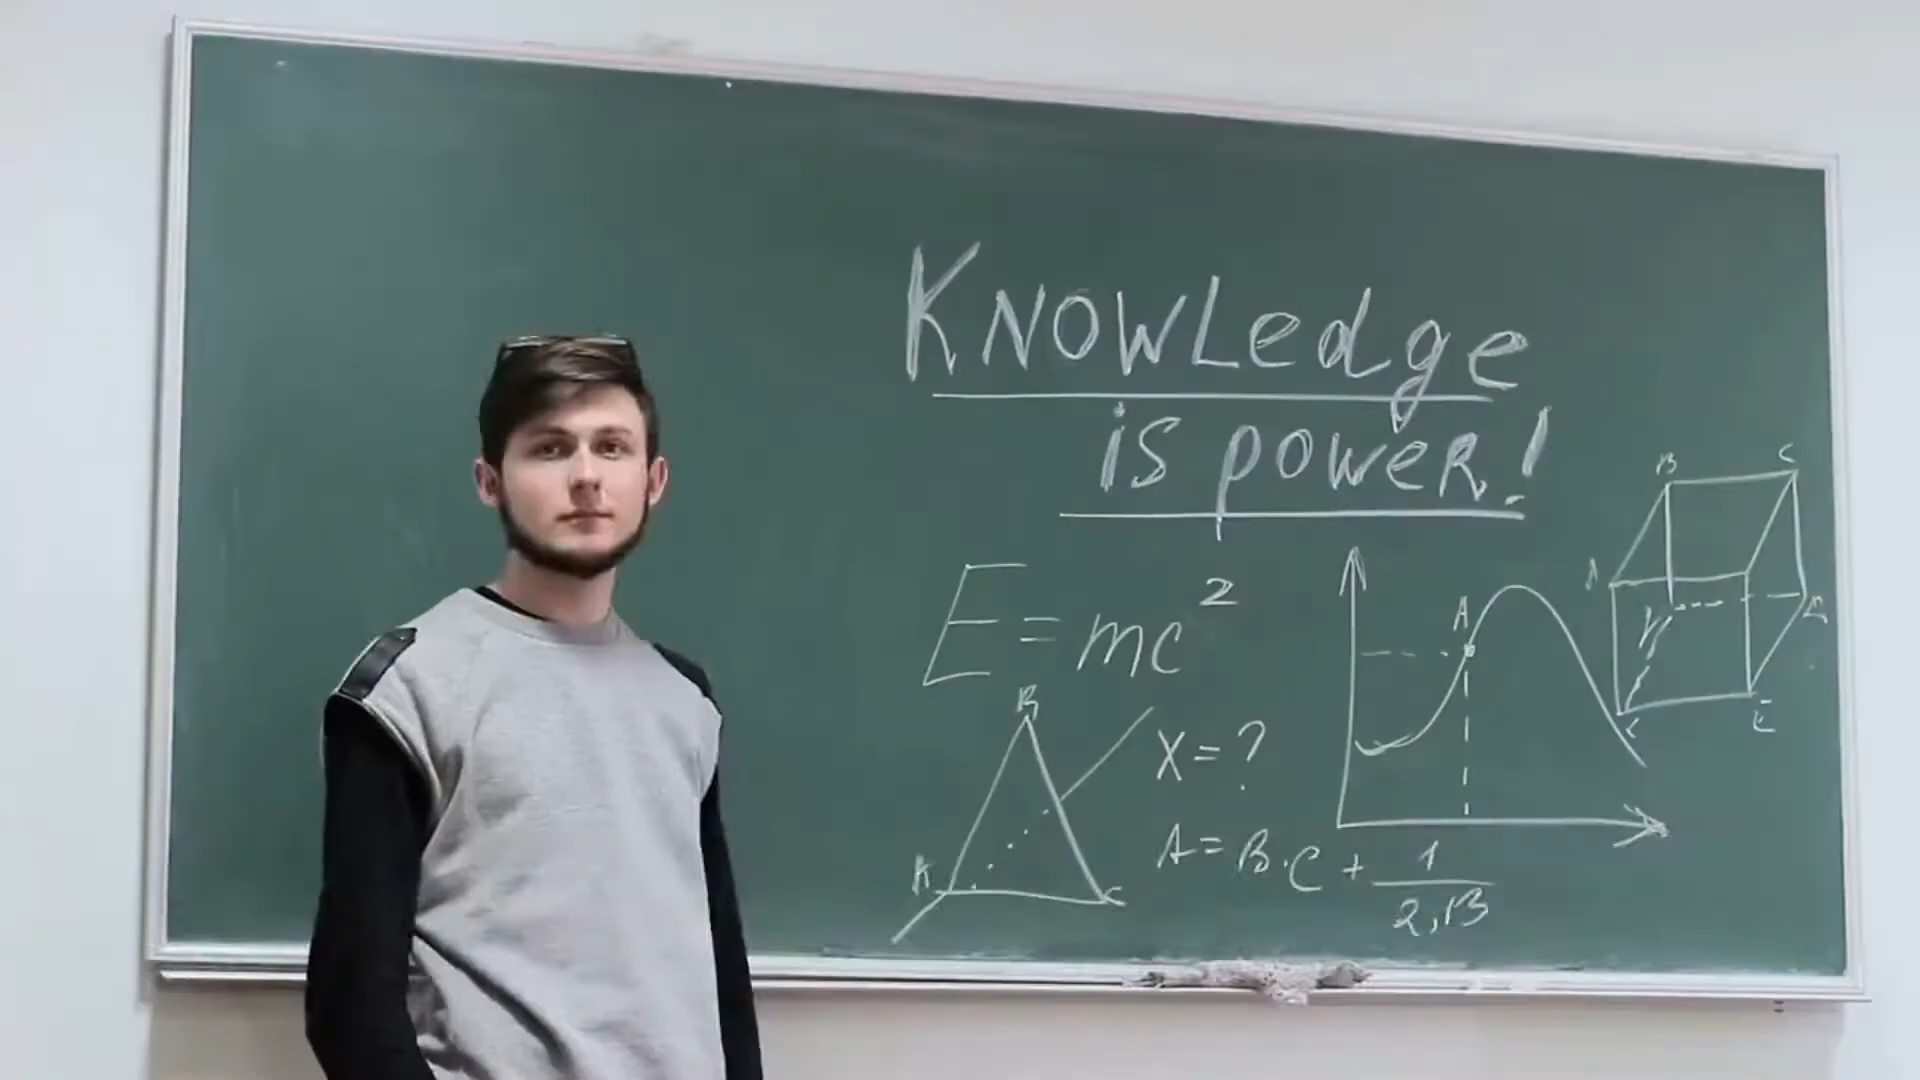 KNOWLedge
is poweR!
E = mc²
X = ?
A = B · C + 1/2,13
B
K
C
A
B
C
A
E